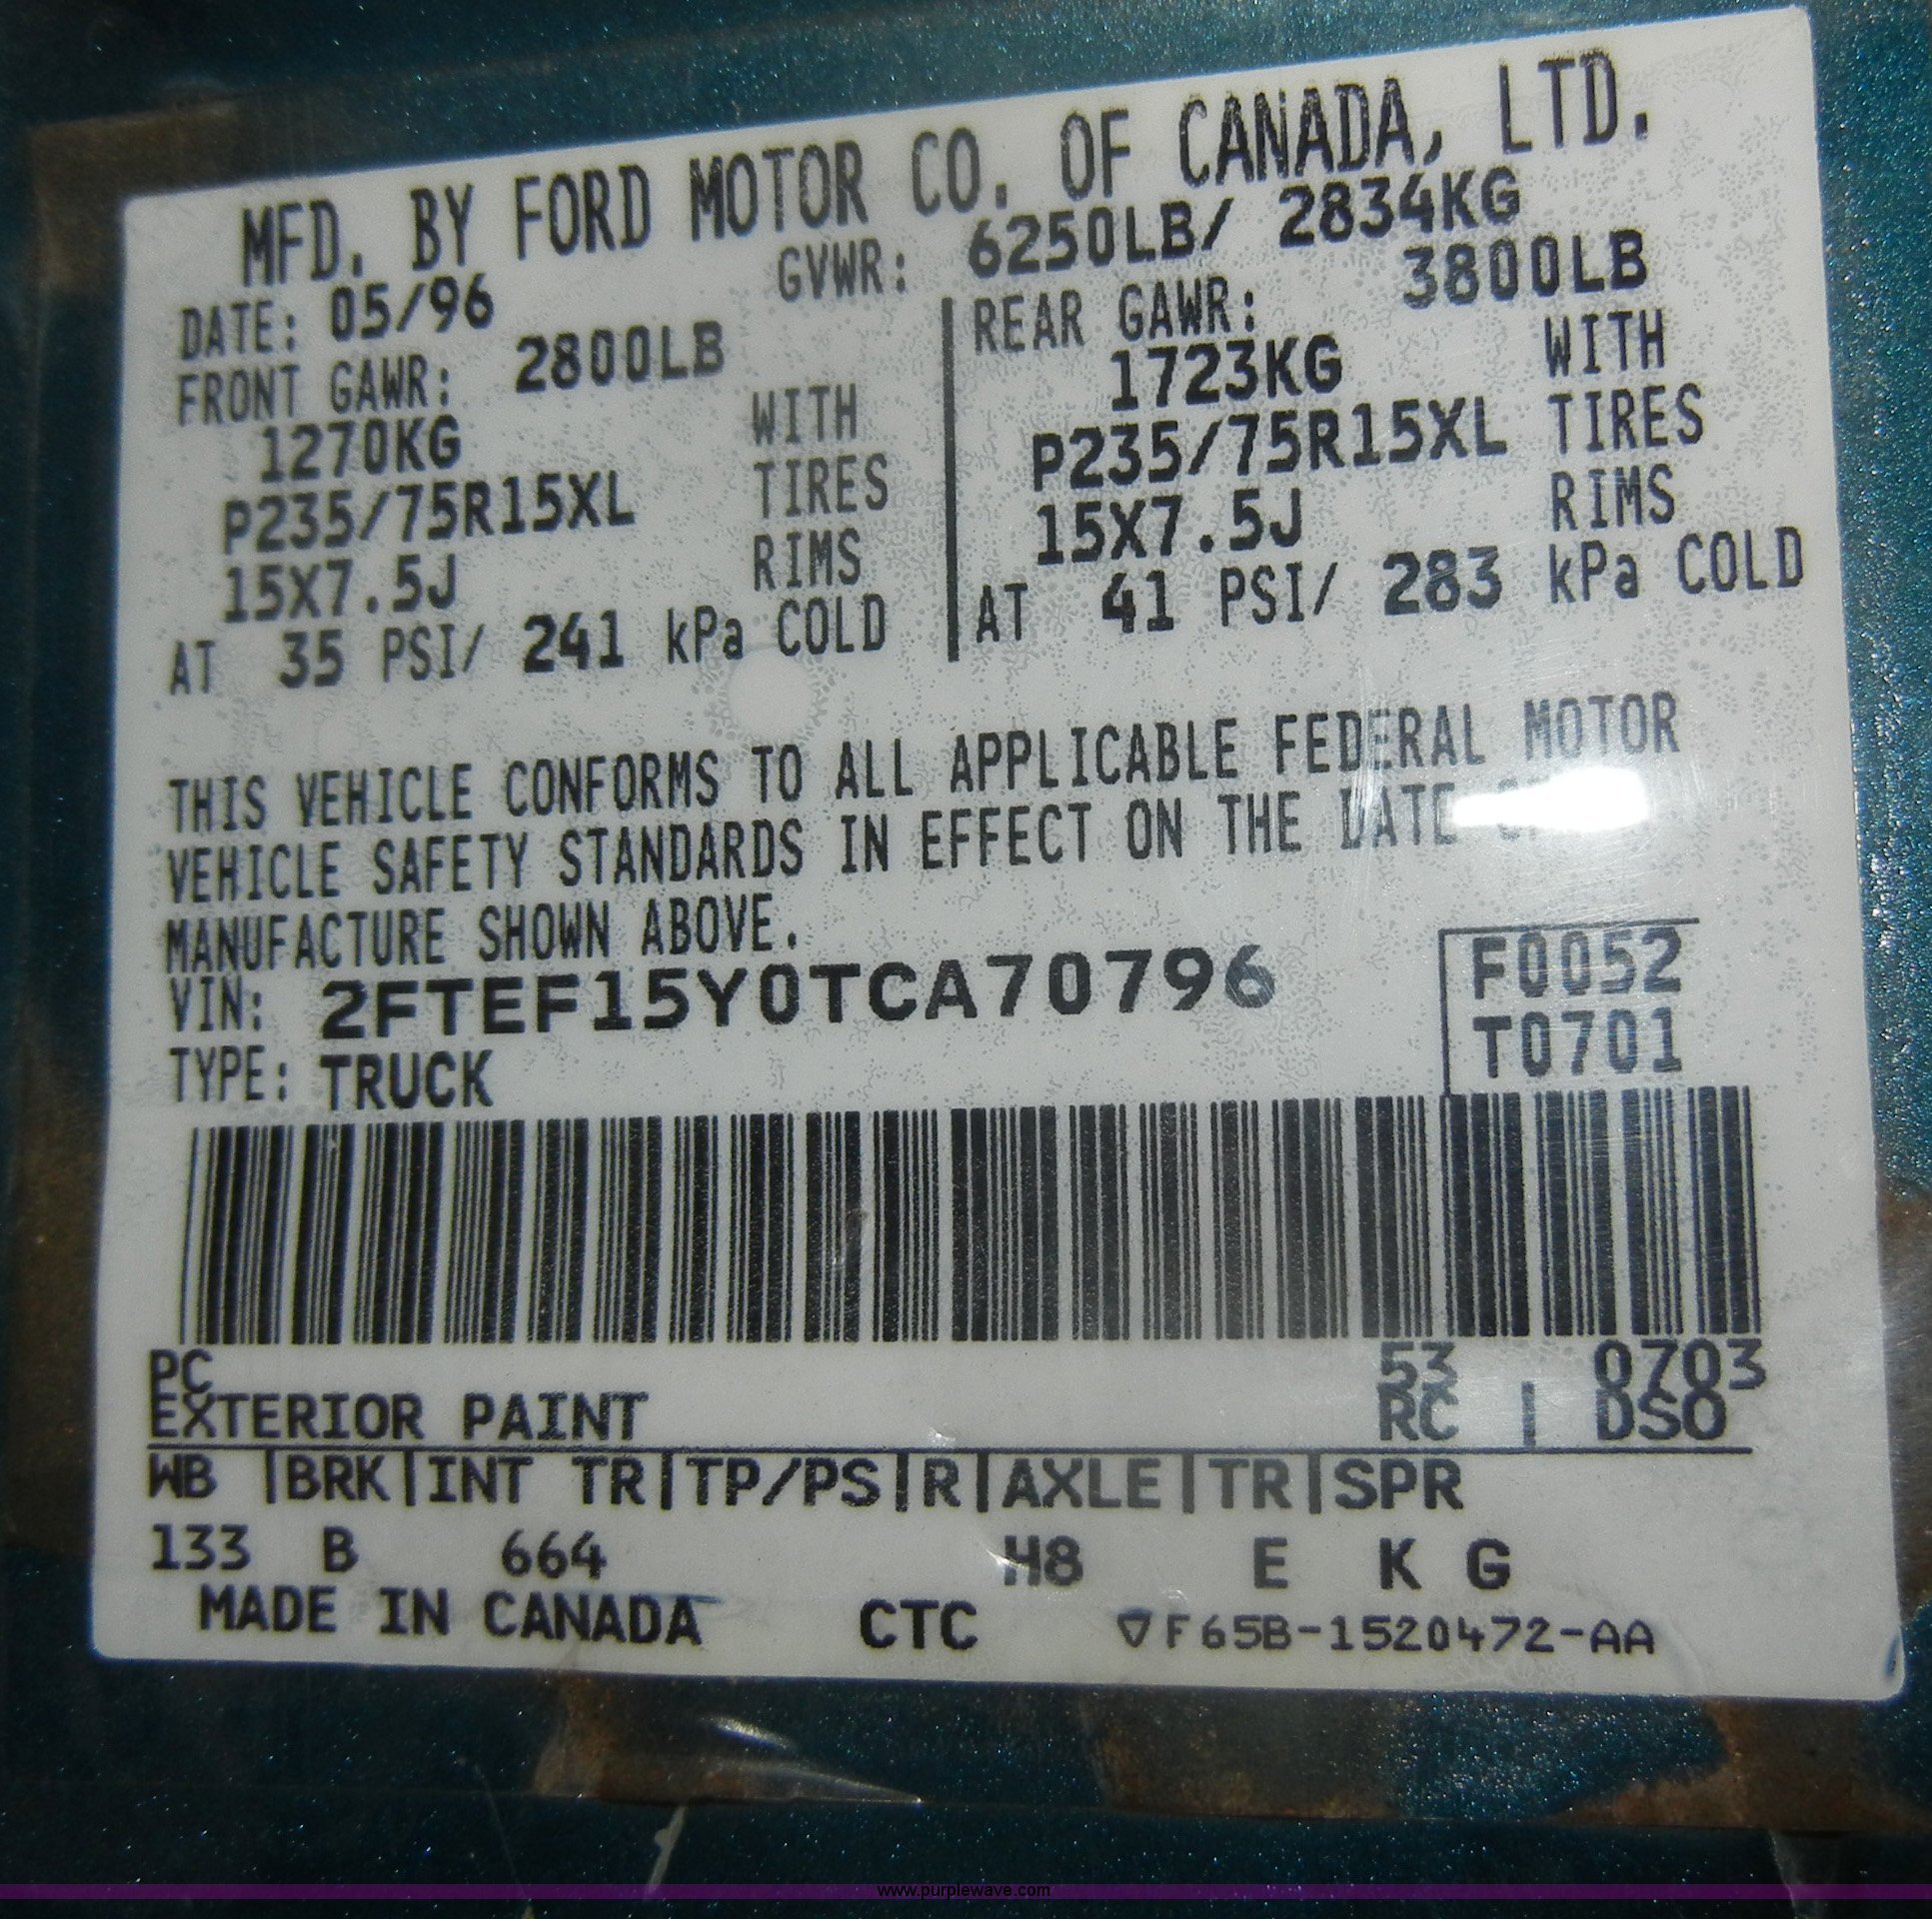 MFD. BY FORD MOTOR CO. OF CANADA, LTD.
DATE: 05/96 GVWR: 6250LB/ 2834KG
FRONT GAWR: 2800LB
1270KG WITH
P235/75R15XL TIRES
15X7.5J RIMS
AT 35 PSI/ 241 kPa COLD
REAR GAWR: 3800LB
1723KG WITH
P235/75R15XL TIRES
15X7.5J RIMS
AT 41 PSI/ 283 kPa COLD
THIS VEHICLE CONFORMS TO ALL APPLICABLE FEDERAL MOTOR
VEHICLE SAFETY STANDARDS IN EFFECT ON THE DATE
MANUFACTURE SHOWN ABOVE.
VIN: 2FTEF15Y0TCA70796
TYPE: TRUCK
F0052
T0701
PC 53 0703
EXTERIOR PAINT RC | DSO
WB |BRK|INT TR|TP/PS|R|AXLE|TR|SPR
133 B 664 H8 E K G
MADE IN CANADA CTC ▽F65B-1520472-AA
www.purplewave.com